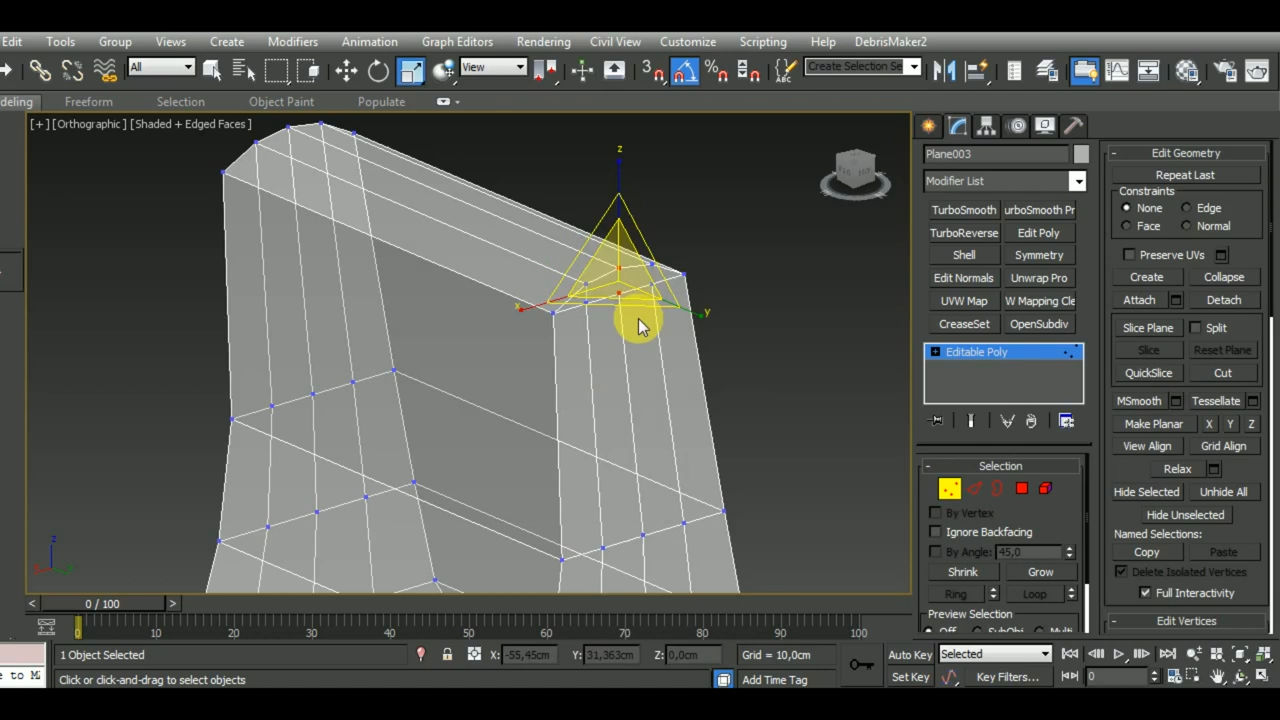 Edit Tools Group Views Create Modifiers Animation Graph Editors Rendering Civil View Customize Scripting Help DebrisMaker2
All View 3 Create Selection Se
deling Freeform Selection Object Paint Populate
[+] [Orthographic] [Shaded + Edged Faces]
z
x
y
z
Plane003
Modifier List
TurboSmooth urboSmooth Pr
TurboReverse Edit Poly
Shell Symmetry
Edit Normals Unwrap Pro
UVW Map W Mapping Cle
CreaseSet OpenSubdiv
Editable Poly
- Selection
By Vertex
Ignore Backfacing
By Angle: 45,0
Shrink Grow
Ring Loop
Preview Selection
Off SubObj Multi
- Edit Geometry
Repeat Last
Constraints
None Edge
Face Normal
Preserve UVs
Create Collapse
Attach Detach
Slice Plane Split
Slice Reset Plane
QuickSlice Cut
MSmooth Tessellate
Make Planar X Y Z
View Align Grid Align
Relax
Hide Selected Unhide All
Hide Unselected
Named Selections:
Copy Paste
Delete Isolated Vertices
Full Interactivity
- Edit Vertices
< 0 / 100 >
0 10 20 30 40 50 60 70 80 90 100
1 Object Selected X: -55,45cm Y: 31,363cm Z: 0,0cm Grid = 10,0cm Auto Key Selected
e to M Click or click-and-drag to select objects Add Time Tag Set Key Key Filters... 0